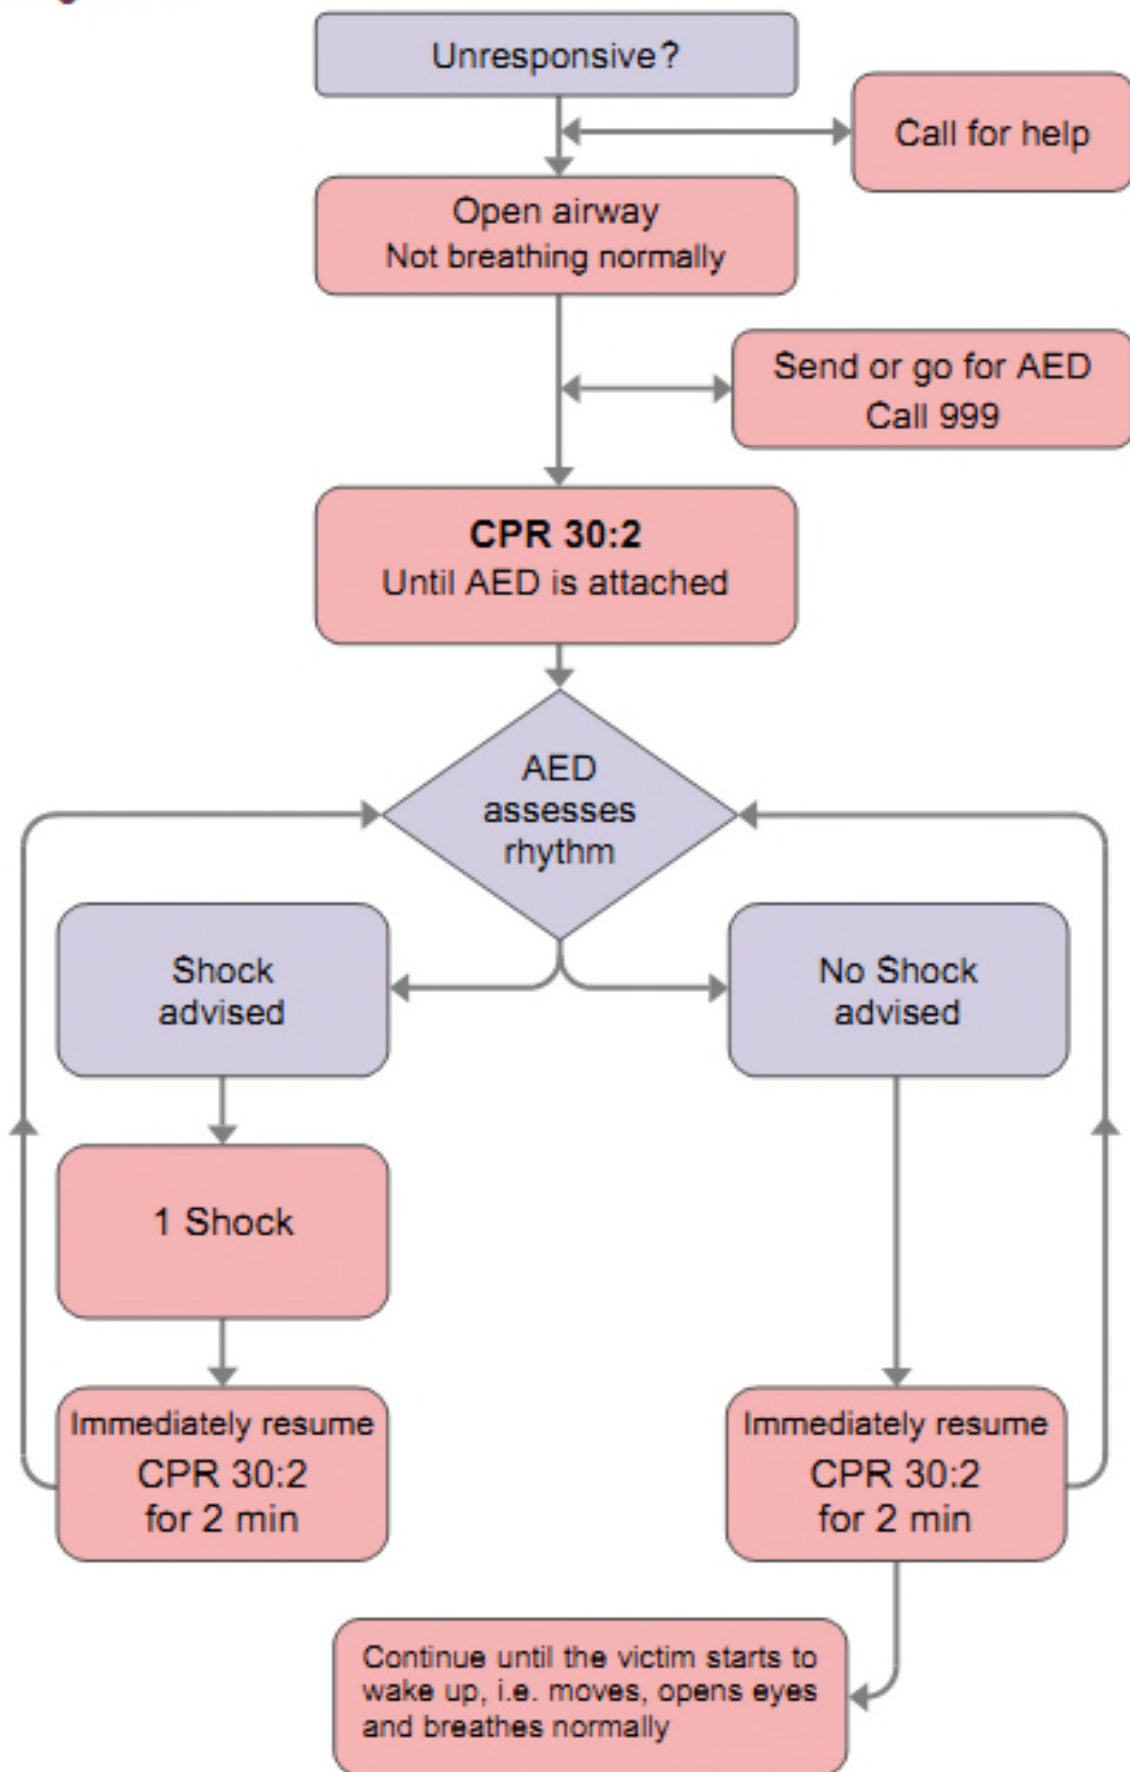 Unresponsive?
Call for help
Open airway
Not breathing normally
Send or go for AED
Call 999
CPR 30:2
Until AED is attached
AED
assesses
rhythm
Shock
advised
No Shock
advised
1 Shock
Immediately resume
CPR 30:2
for 2 min
Immediately resume
CPR 30:2
for 2 min
Continue until the victim starts to
wake up, i.e. moves, opens eyes
and breathes normally